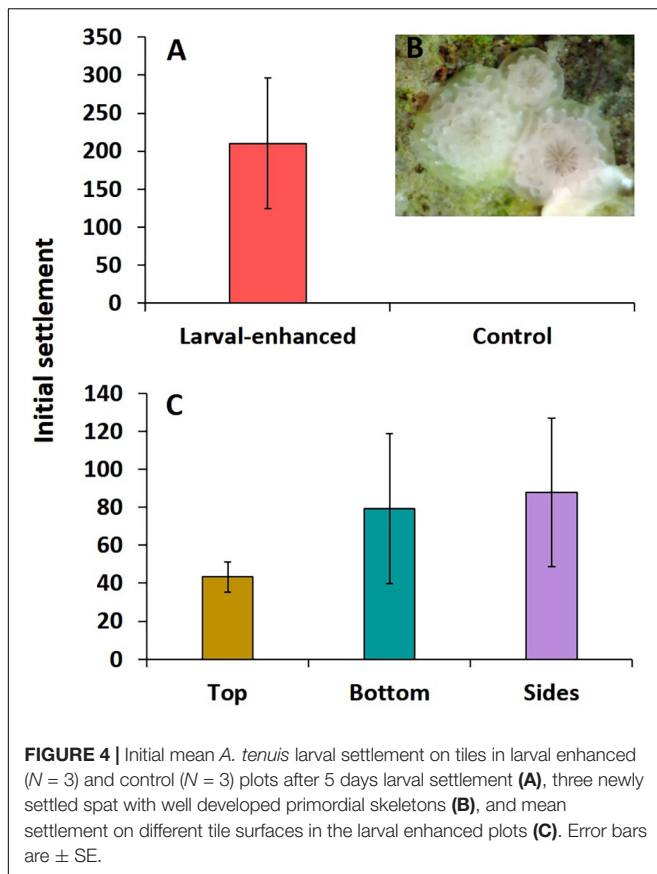 350
300
250
200
150
100
50
0
A
B
Larval-enhanced Control
Initial settlement
140
120
100
80
60
40
20
0
C
Top Bottom Sides
FIGURE 4 | Initial mean A. tenuis larval settlement on tiles in larval enhanced
(N = 3) and control (N = 3) plots after 5 days larval settlement (A), three newly
settled spat with well developed primordial skeletons (B), and mean
settlement on different tile surfaces in the larval enhanced plots (C). Error bars
are ± SE.